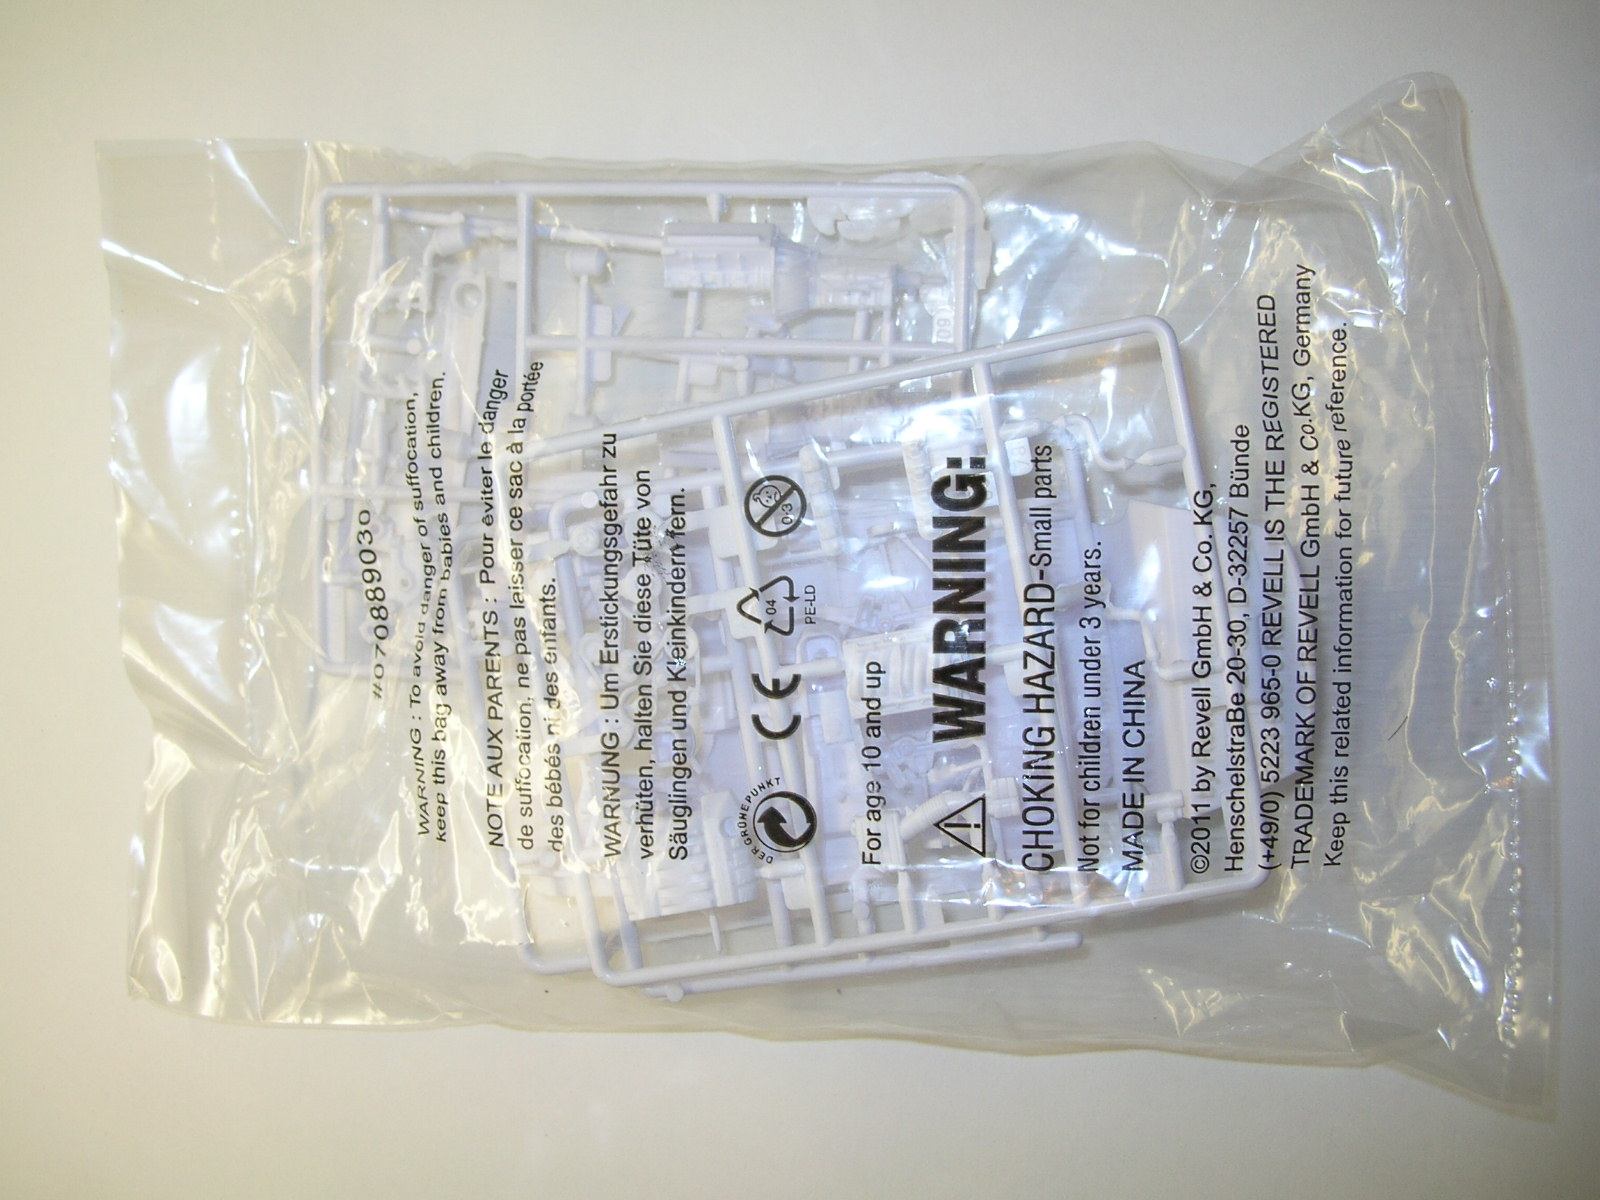 #070889030
WARNING : To avoid danger of suffocation,
keep this bag away from babies and children.
NOTE AUX PARENTS : Pour éviter le danger
de suffocation, ne pas laisser ce sac à la portée
des bébés ni des enfants.
WARNUNG : Um Erstickungsgefahr zu
verhüten, halten Sie diese Tüte von
Säuglingen und Kleinkindern fern.
DER GRÜNE PUNKT
CE
04
PE-LD
0-3
For age 10 and up
WARNING:
CHOKING HAZARD-Small parts
Not for children under 3 years.
MADE IN CHINA
©2011 by Revell GmbH & Co. KG,
HenschelstraBe 20-30, D-32257 Bünde
(+49/0) 5223 965-0 REVELL IS THE REGISTERED
TRADEMARK OF REVELL GmbH & Co.KG, Germany
Keep this related information for future reference.